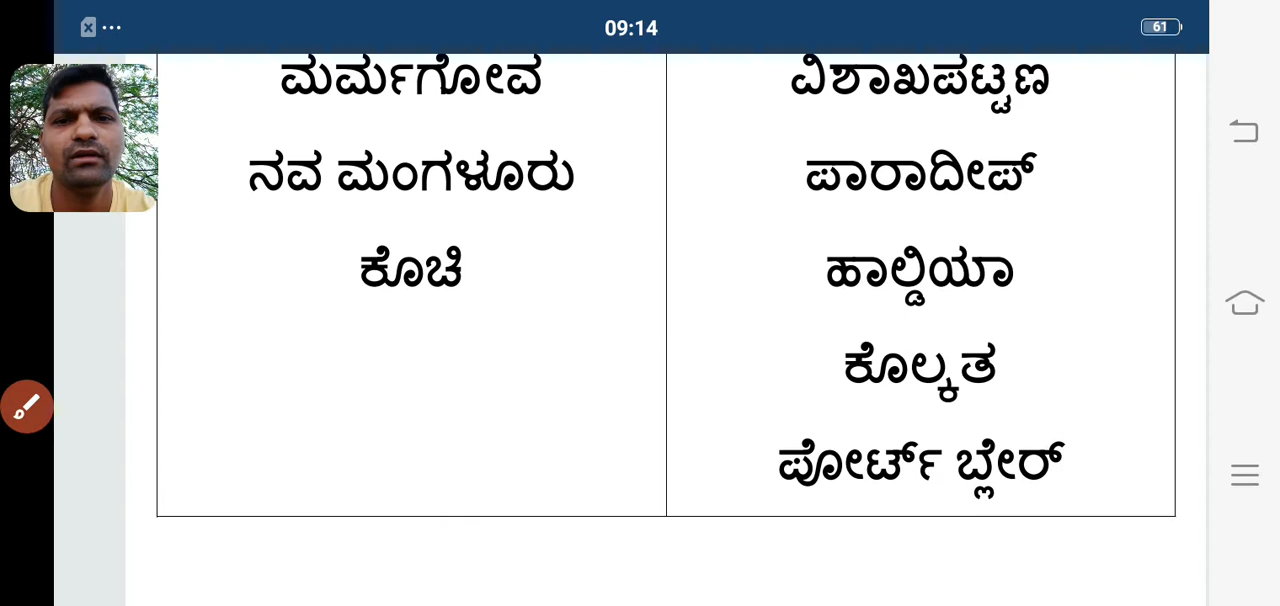 09:14
61
ಮರ್ಮಗೋವ
ವಿಶಾಖಪಟ್ಟಣ
ನವ ಮಂಗಳೂರು
ಪಾರಾದೀಪ್
ಕೊಚಿ
ಹಾಲ್ಡಿಯಾ
ಕೊಲ್ಕತ
ಪೋರ್ಟ್ ಬ್ಲೇರ್